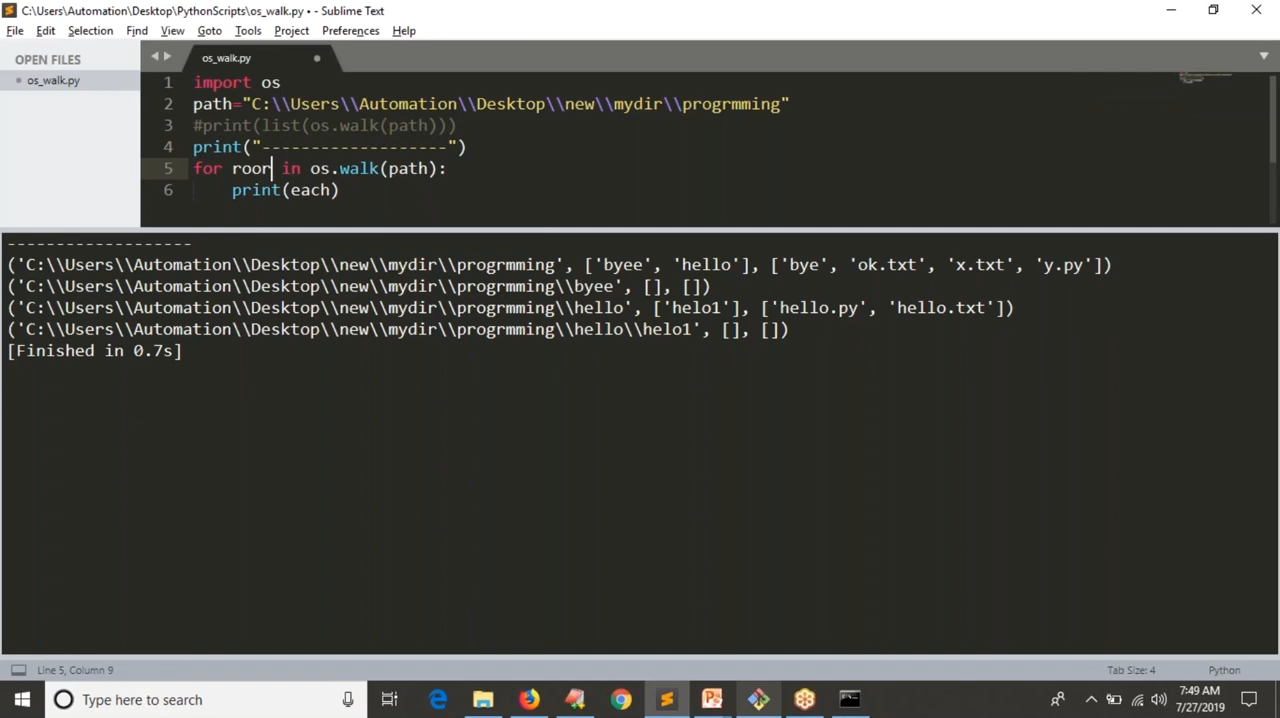 C:\Users\Automation\Desktop\PythonScripts\os_walk.py • - Sublime Text
File Edit Selection Find View Goto Tools Project Preferences Help
OPEN FILES
os_walk.py
os_walk.py
1 import os
2 path="C:\\Users\\Automation\\Desktop\\new\\mydir\\progrmming"
3 #print(list(os.walk(path)))
4 print("-------------------")
5 for roor in os.walk(path):
6 print(each)
-------------------
('C:\\Users\\Automation\\Desktop\\new\\mydir\\progrmming', ['byee', 'hello'], ['bye', 'ok.txt', 'x.txt', 'y.py'])
('C:\\Users\\Automation\\Desktop\\new\\mydir\\progrmming\\byee', [], [])
('C:\\Users\\Automation\\Desktop\\new\\mydir\\progrmming\\hello', ['helo1'], ['hello.py', 'hello.txt'])
('C:\\Users\\Automation\\Desktop\\new\\mydir\\progrmming\\hello\\helo1', [], [])
[Finished in 0.7s]
Line 5, Column 9 Tab Size: 4 Python
Type here to search
7:49 AM
7/27/2019